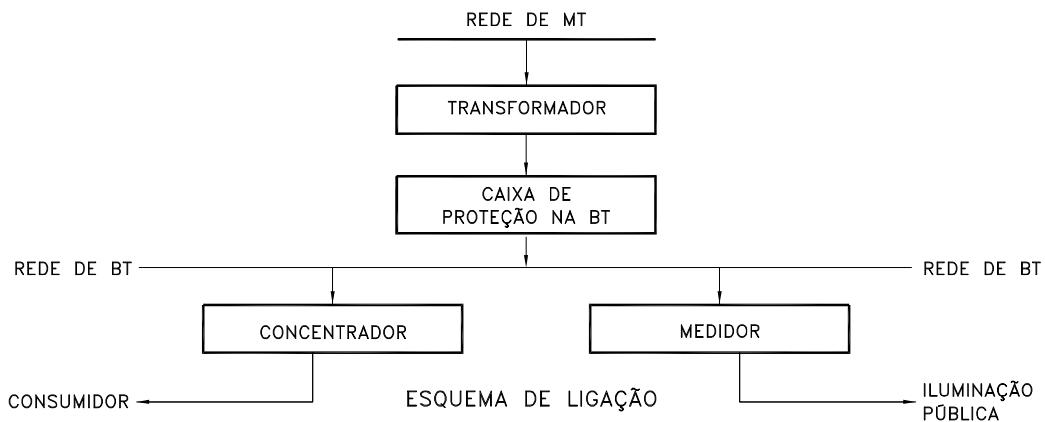 REDE DE MT
TRANSFORMADOR
CAIXA DE
PROTEÇÃO NA BT
REDE DE BT
REDE DE BT
CONCENTRADOR
MEDIDOR
CONSUMIDOR
ESQUEMA DE LIGAÇÃO
ILUMINAÇÃO
PÚBLICA